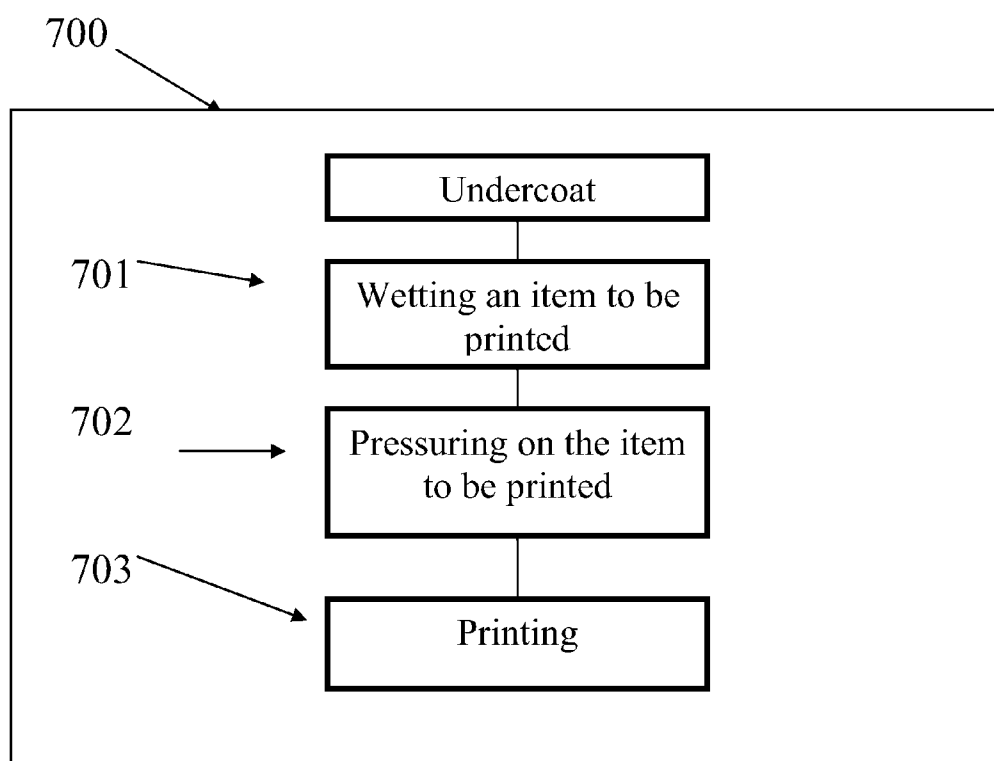 700
Undercoat
701
Wetting an item to be
printed
702
Pressuring on the item
to be printed
703
Printing